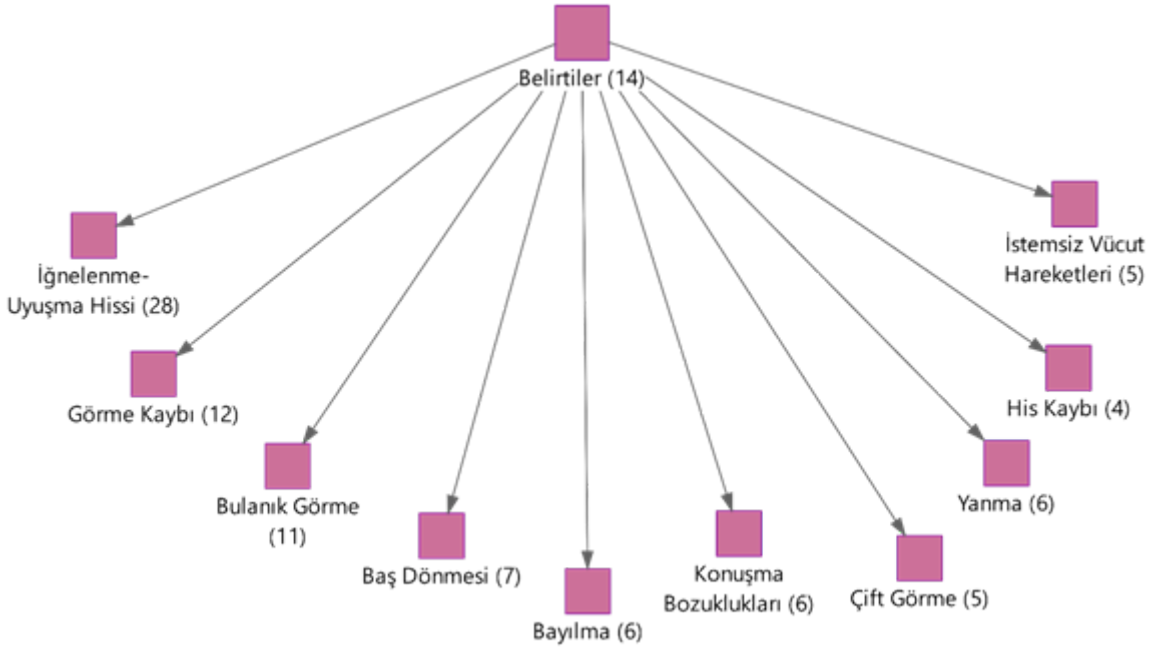 Belirtiler (14)
İğnelenme-
Uyuşma Hissi (28)
Görme Kaybı (12)
Bulanık Görme
(11)
Baş Dönmesi (7)
Bayılma (6)
Konuşma
Bozuklukları (6)
Çift Görme (5)
Yanma (6)
His Kaybı (4)
İstemsiz Vücut
Hareketleri (5)